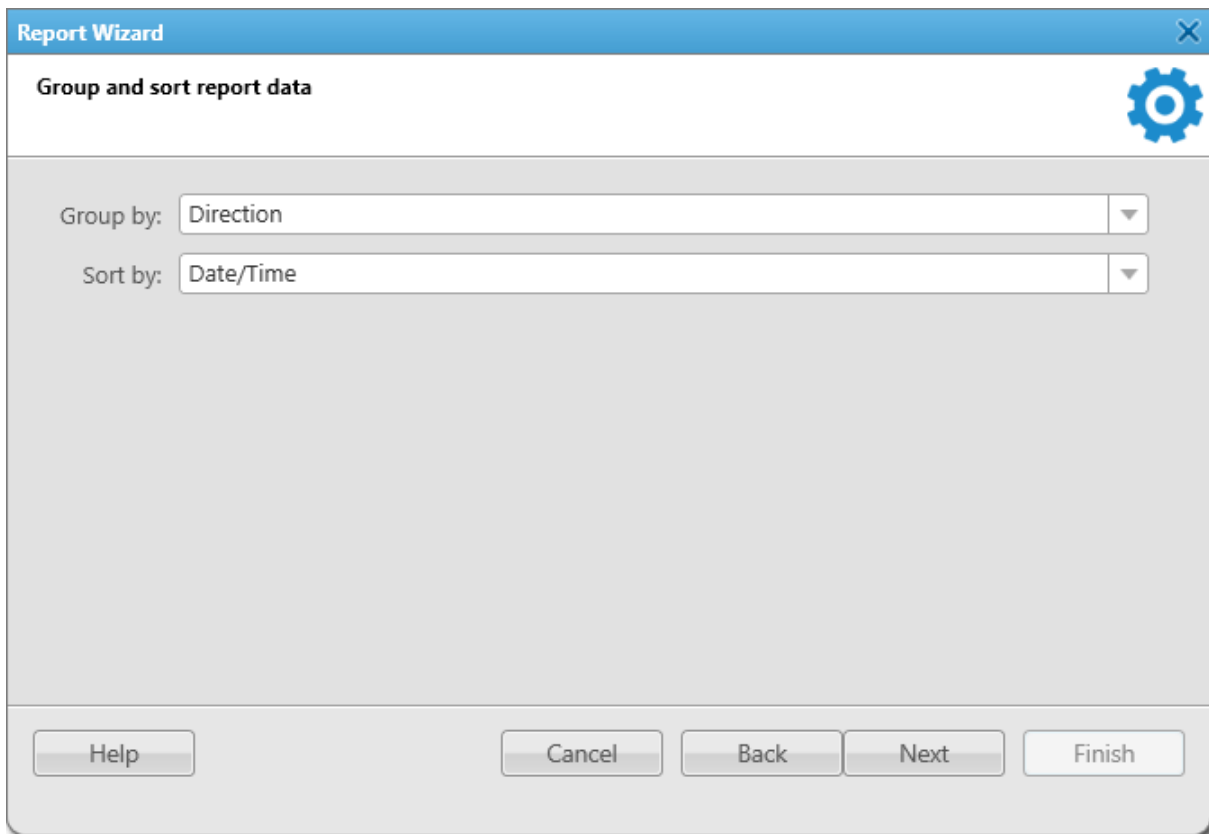 Report Wizard
Group and sort report data
Group by: Direction
Sort by: Date/Time
Help Cancel Back Next Finish